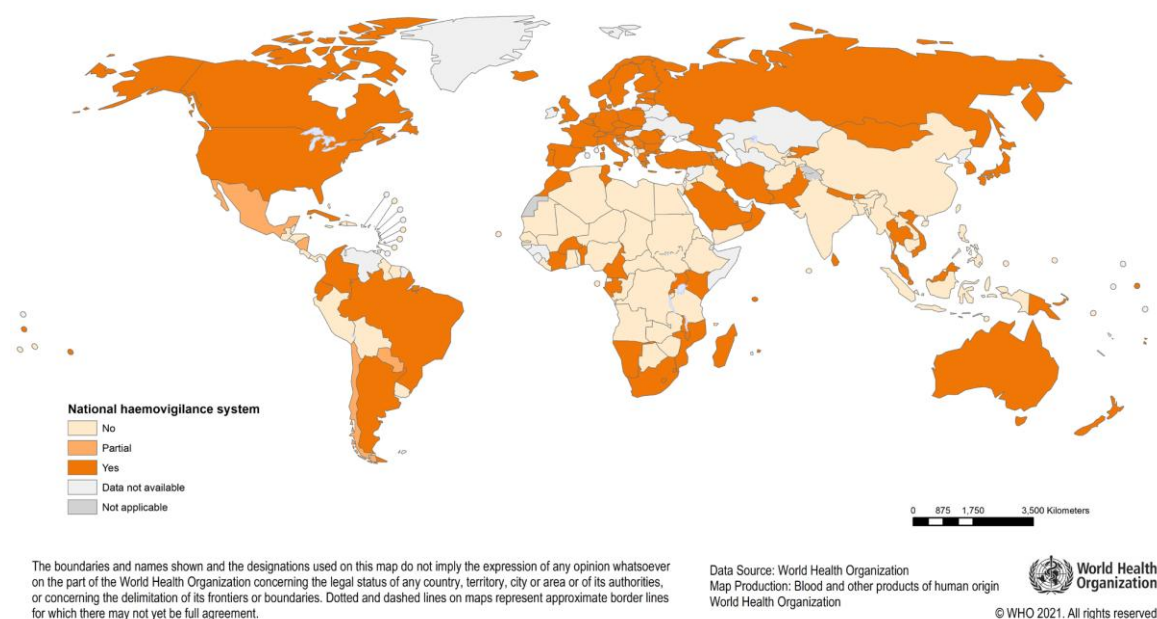 National haemovigilance system
No
Partial
Yes
Data not available
Not applicable
0 875 1,750 3,500 Kilometers
The boundaries and names shown and the designations used on this map do not imply the expression of any opinion whatsoever
on the part of the World Health Organization concerning the legal status of any country, territory, city or area or of its authorities,
or concerning the delimitation of its frontiers or boundaries. Dotted and dashed lines on maps represent approximate border lines
for which there may not yet be full agreement.
Data Source: World Health Organization
Map Production: Blood and other products of human origin
World Health Organization
World Health
Organization
© WHO 2021. All rights reserved